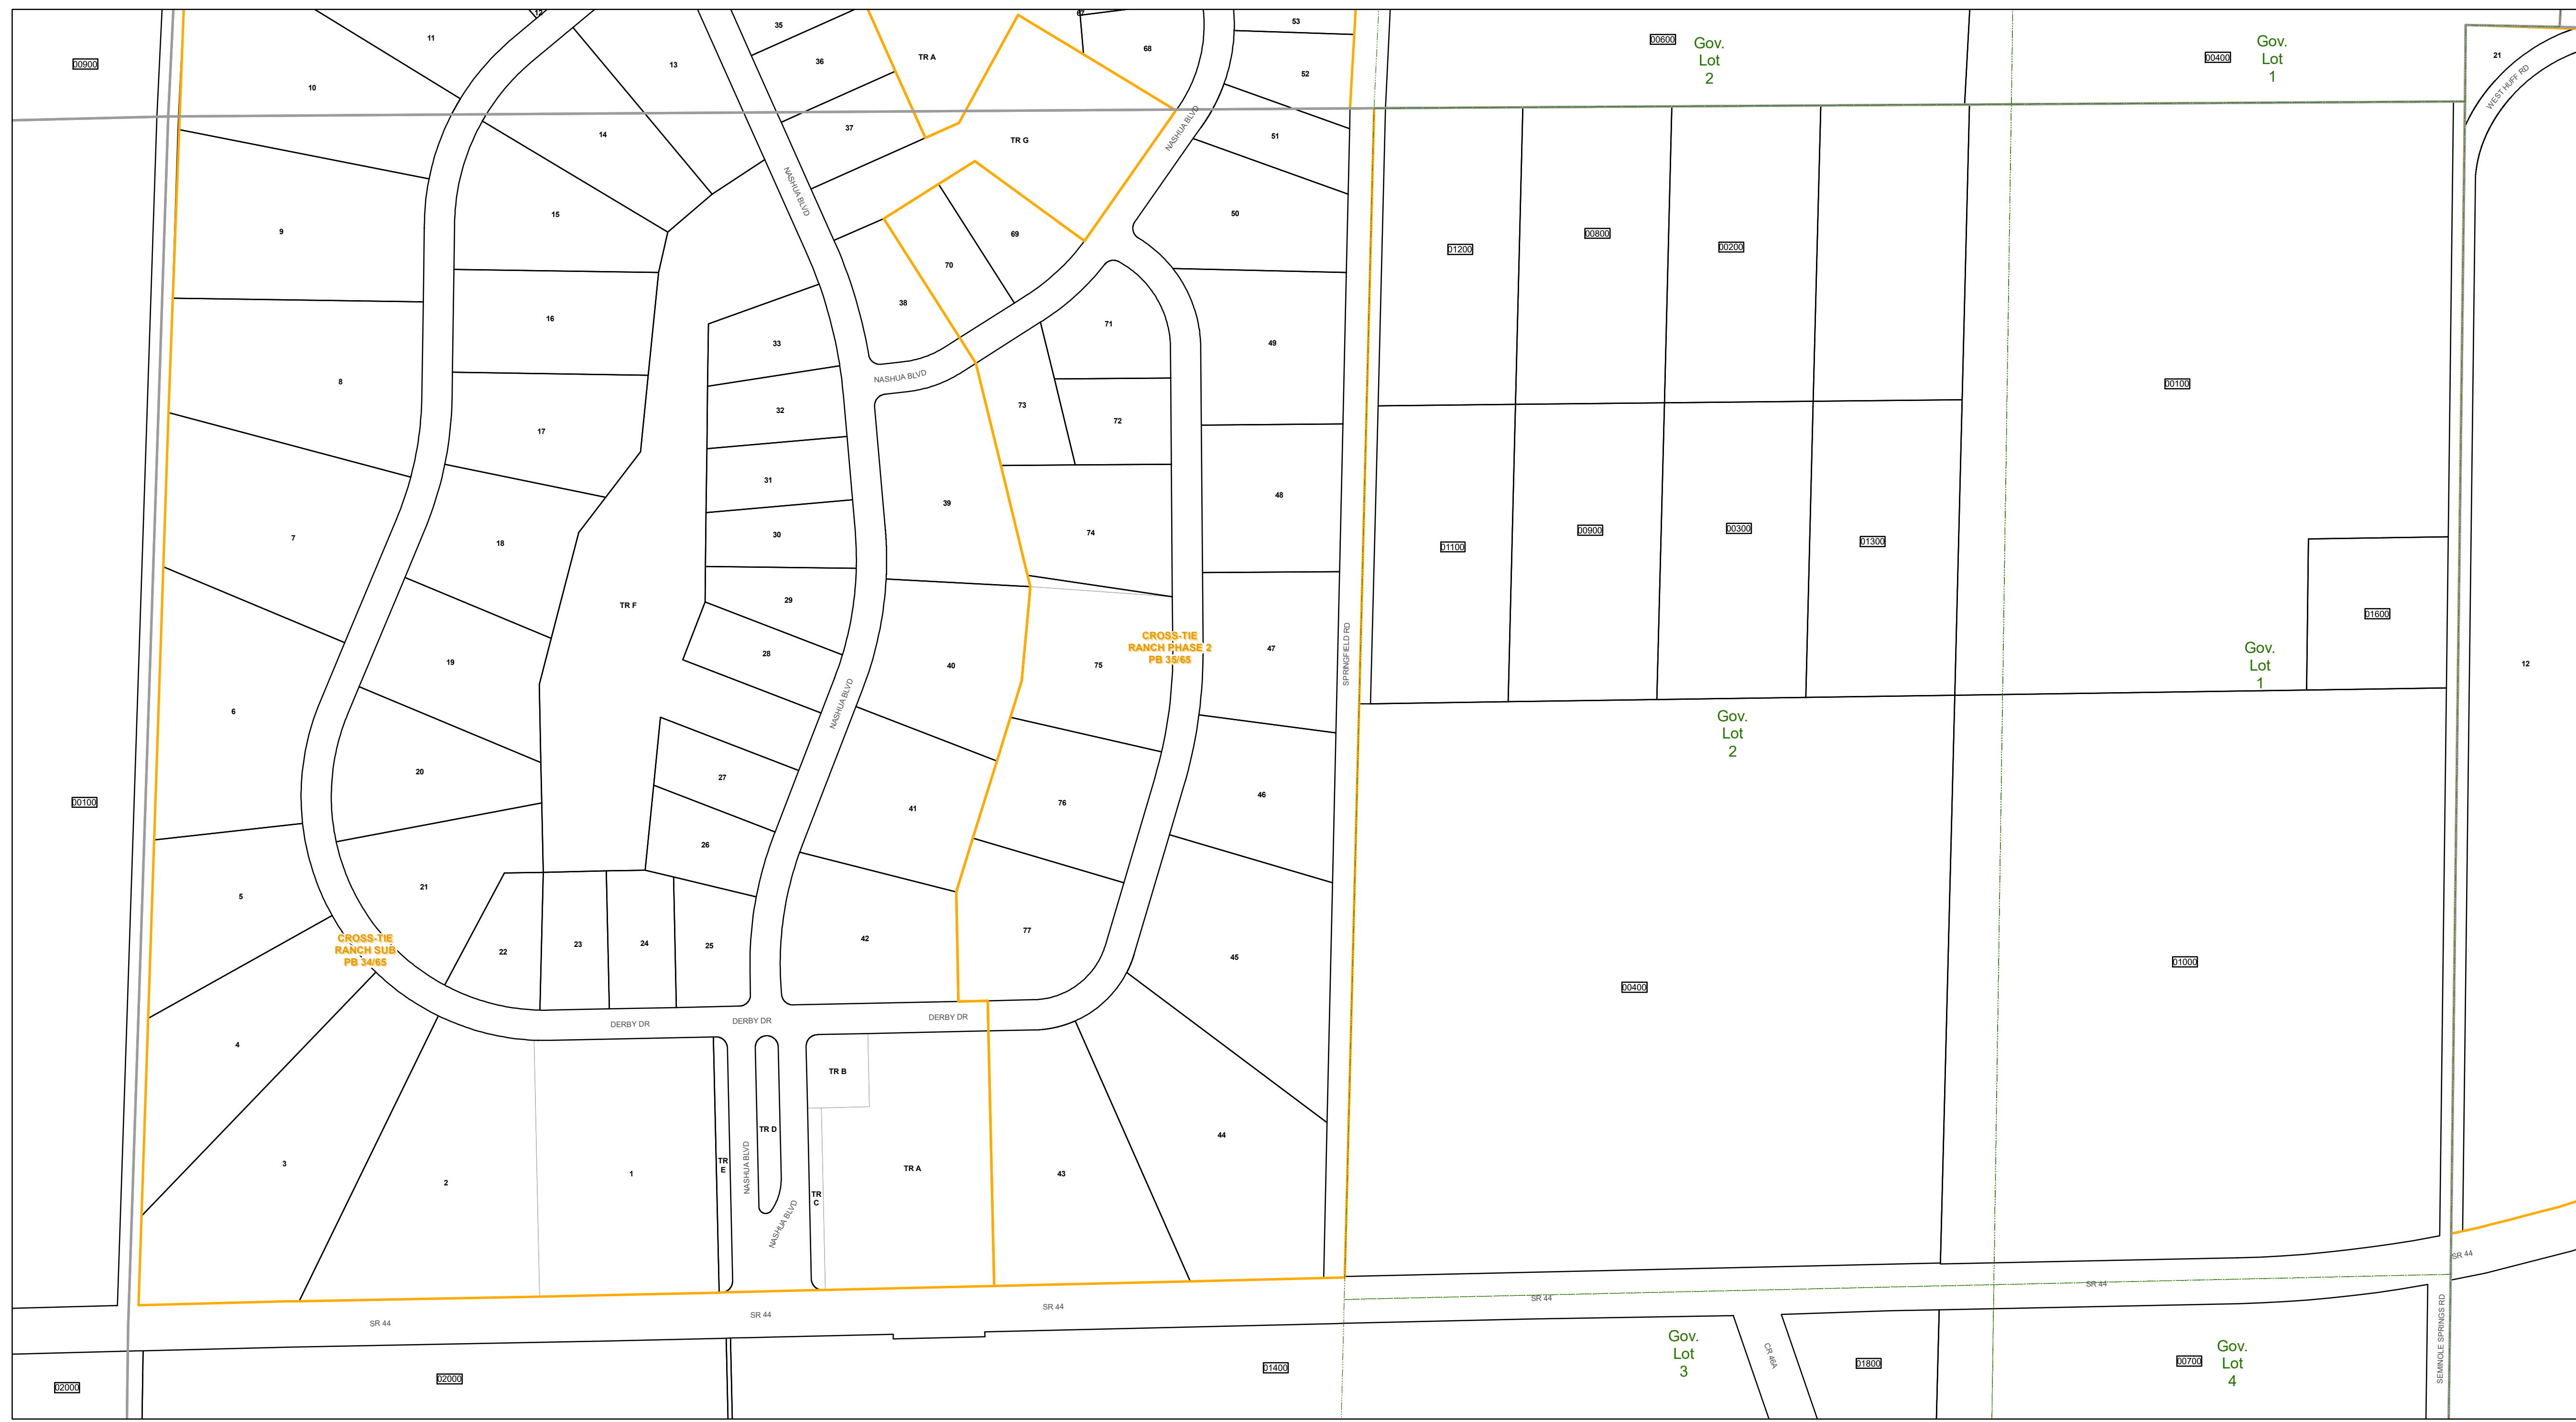 12
67
35
53
11
00600
Gov.
Lot
2
Gov.
Lot
1
68
00400
21
TR A
36
00900
13
52
WEST HUFF RD
10
37
14
51
TR G
NASHUA BLVD
NASHUA BLVD
50
15
9
69
01200
00800
00200
70
38
16
71
33
49
NASHUA BLVD
8
00100
73
32
72
17
31
48
39
00900
00300
30
74
7
18
01300
01100
29
TR F
01600
CROSS-TIE
RANCH PHASE 2
PB 35/65
SPRINGFIELD RD
28
47
Gov.
Lot
1
19
40
75
12
NASHUA BLVD
6
Gov.
Lot
2
20
27
46
00100
76
41
26
21
5
77
CROSS-TIE
RANCH SUB
PB 34/65
42
23
24
25
22
45
01000
00400
DERBY DR
DERBY DR
DERBY DR
4
TR B
TR D
44
3
TR
E
NASHUA BLVD
TR A
1
43
2
TR
C
NASHUA BLVD
SR 44
SR 44
SR 44
SR 44
SR 44
SR 44
Gov.
Lot
3
CR 46A
01800
00700
Gov.
Lot
4
SEMINOLE SPRINGS RD
01400
02000
02000